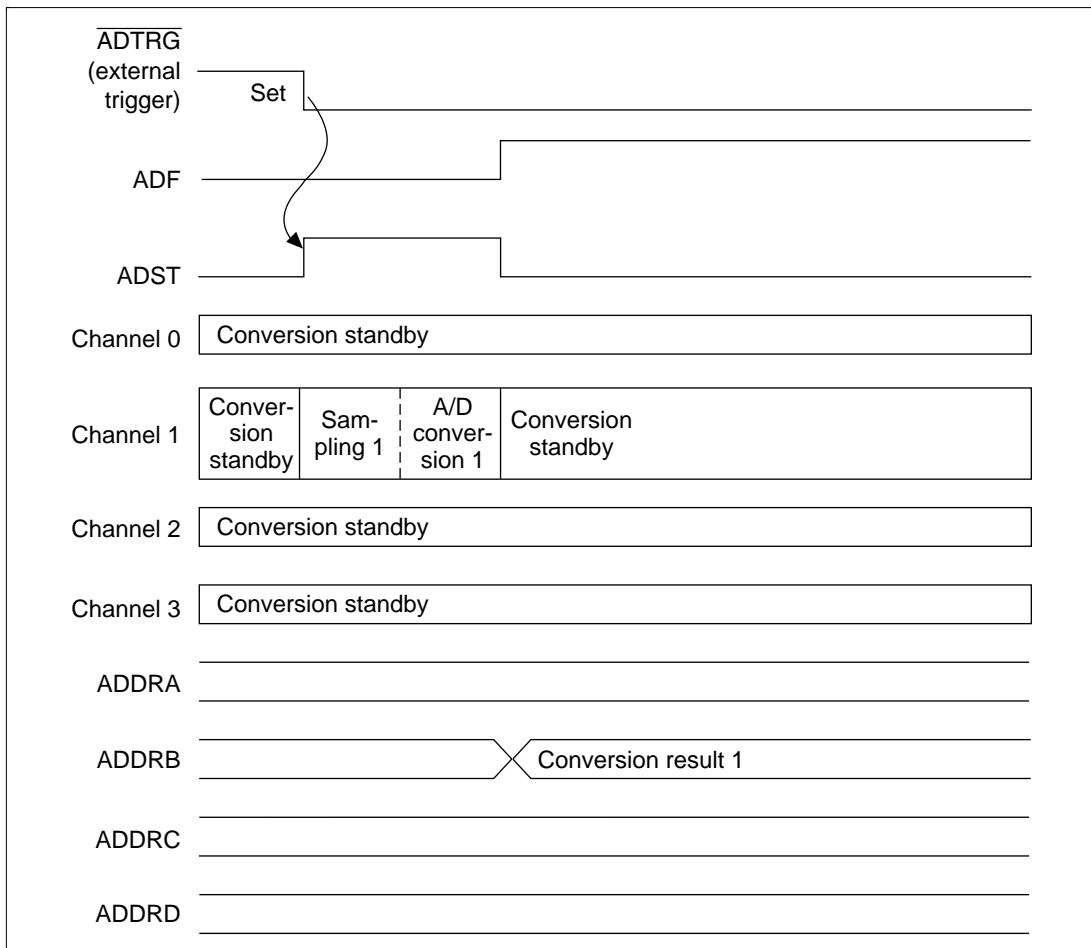 ADTRG
(external
trigger)
Set
ADF
ADST
Channel 0
Conversion standby
Channel 1
Conver-
sion
standby
Sam-
pling 1
A/D
conver-
sion 1
Conversion
standby
Channel 2
Conversion standby
Channel 3
Conversion standby
ADDRA
ADDRB
Conversion result 1
ADDRC
ADDRD